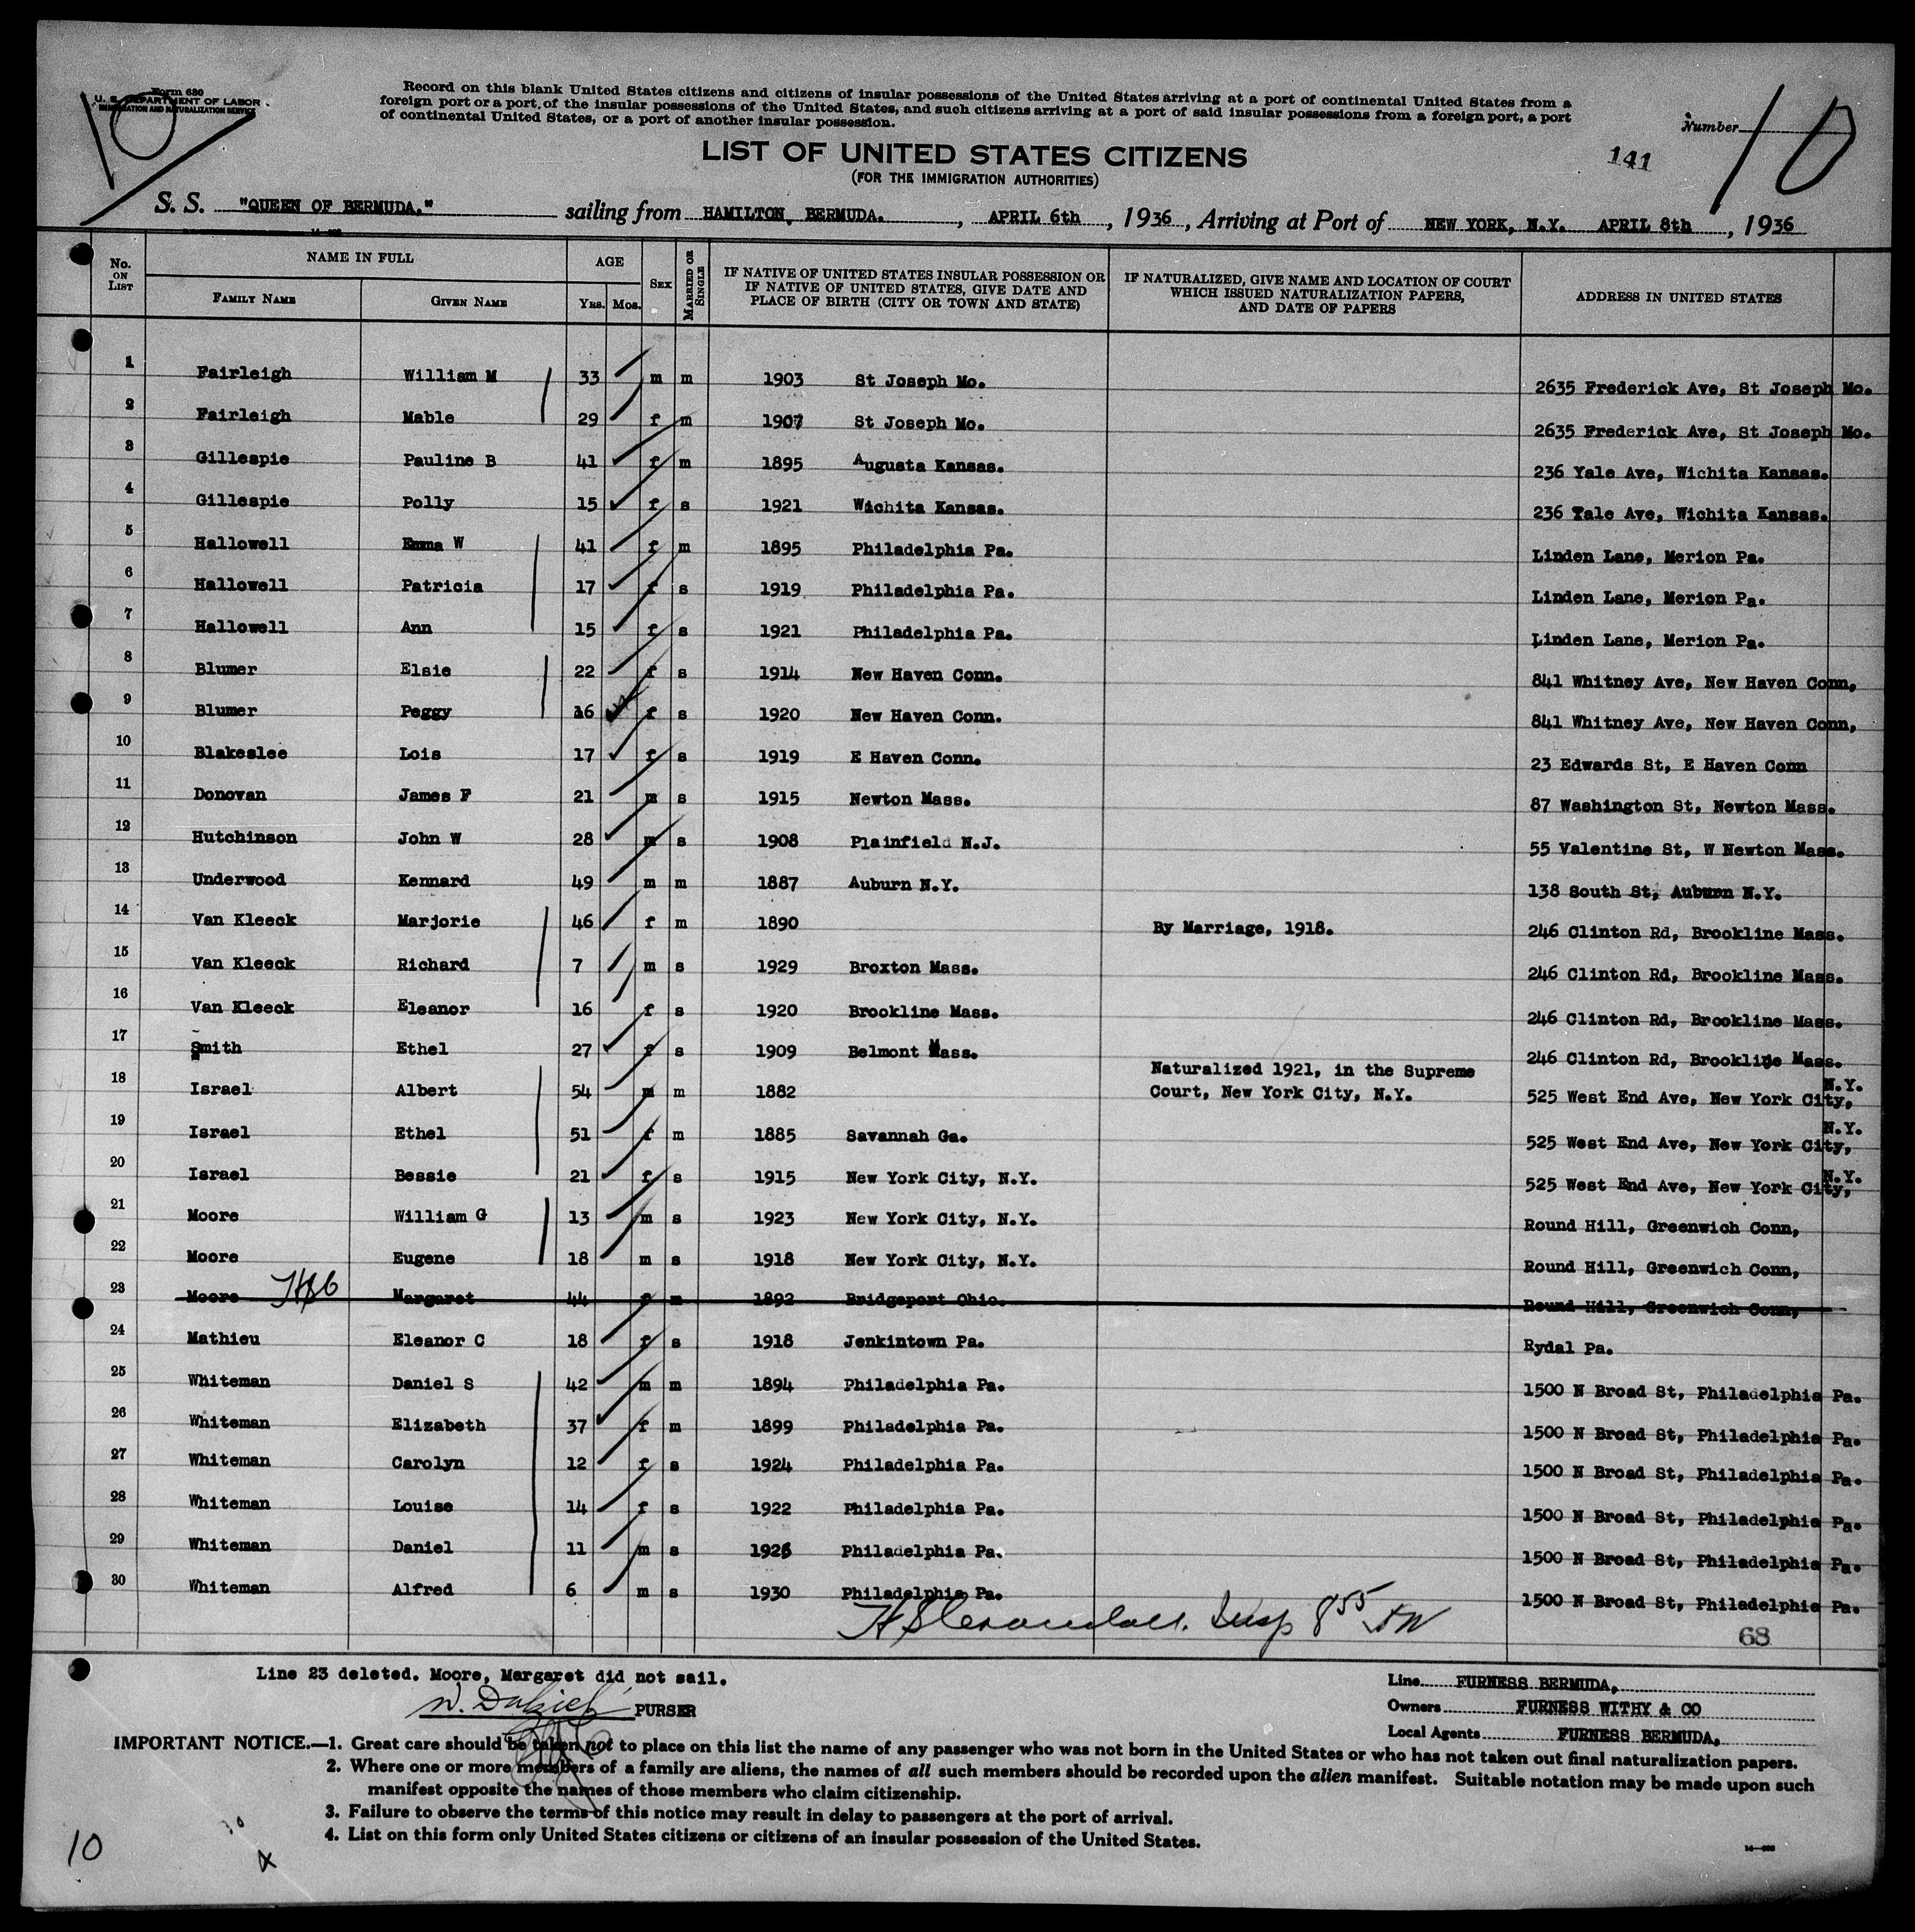 Form 630
U. S. DEPARTMENT OF LABOR
IMMIGRATION AND NATURALIZATION SERVICE
10
Record on this blank United States citizens and citizens of insular possessions of the United States arriving at a port of continental United States from a
foreign port or a port of the insular possessions of the United States, and such citizens arriving at a port of said insular possessions from a foreign port, a port
of continental United States, or a port of another insular possession.
Number 10
141
LIST OF UNITED STATES CITIZENS
(FOR THE IMMIGRATION AUTHORITIES)
S. S. "QUEEN OF BERMUDA." sailing from HAMILTON, BERMUDA. , APRIL 6th , 1936 , Arriving at Port of NEW YORK, N.Y. APRIL 8th , 1936
No. ON LIST NAME IN FULL FAMILY NAME GIVEN NAME AGE YRS. MOS. SEX MARRIED OR SINGLE IF NATIVE OF UNITED STATES INSULAR POSSESSION OR IF NATIVE OF UNITED STATES, GIVE DATE AND PLACE OF BIRTH (CITY OR TOWN AND STATE) IF NATURALIZED, GIVE NAME AND LOCATION OF COURT WHICH ISSUED NATURALIZATION PAPERS, AND DATE OF PAPERS ADDRESS IN UNITED STATES
1 Fairleigh William M 33 m m 1903 St Joseph Mo. 2635 Frederick Ave, St Joseph Mo.
2 Fairleigh Mable 29 f m 1907 St Joseph Mo. 2635 Frederick Ave, St Joseph Mo.
3 Gillespie Pauline B 41 f m 1895 Augusta Kansas. 236 Yale Ave, Wichita Kansas.
4 Gillespie Polly 15 f s 1921 Wichita Kansas. 236 Yale Ave, Wichita Kansas.
5 Hallowell Emma W 41 f m 1895 Philadelphia Pa. Linden Lane, Merion Pa.
6 Hallowell Patricia 17 f s 1919 Philadelphia Pa. Linden Lane, Merion Pa.
7 Hallowell Ann 15 f s 1921 Philadelphia Pa. Linden Lane, Merion Pa.
8 Blumer Elsie 22 f s 1914 New Haven Conn. 841 Whitney Ave, New Haven Conn,
9 Blumer Peggy 16 f s 1920 New Haven Conn. 841 Whitney Ave, New Haven Conn,
10 Blakeslee Lois 17 f s 1919 E Haven Conn. 23 Edwards St, E Haven Conn
11 Donovan James F 21 m s 1915 Newton Mass. 87 Washington St, Newton Mass.
12 Hutchinson John W 28 m s 1908 Plainfield N.J. 55 Valentine St, W Newton Mass.
13 Underwood Kennard 49 m m 1887 Auburn N.Y. 138 South St, Auburn N.Y.
14 Van Kleeck Marjorie 46 f m 1890 By Marriage, 1918. 246 Clinton Rd, Brookline Mass.
15 Van Kleeck Richard 7 m s 1929 Broxton Mass. 246 Clinton Rd, Brookline Mass.
16 Van Kleeck Eleanor 16 f s 1920 Brookline Mass. 246 Clinton Rd, Brookline Mass.
17 Smith Ethel 27 f s 1909 Belmont Mass. 246 Clinton Rd, Brookline Mass.
18 Israel Albert 54 m m 1882 Naturalized 1921, in the Supreme Court, New York City, N.Y. 525 West End Ave, New York City, N.Y.
19 Israel Ethel 51 f m 1885 Savannah Ga. 525 West End Ave, New York City, N.Y.
20 Israel Bessie 21 f s 1915 New York City, N.Y. 525 West End Ave, New York City, N.Y.
21 Moore William G 13 m s 1923 New York City, N.Y. Round Hill, Greenwich Conn,
22 Moore Eugene 18 m s 1918 New York City, N.Y. Round Hill, Greenwich Conn,
23 Moore Margaret 44 f m 1892 Bridgeport Ohio. Round Hill, Greenwich Conn,
24 Mathieu Eleanor C 18 f s 1918 Jenkintown Pa. Rydal Pa.
25 Whiteman Daniel S 42 m m 1894 Philadelphia Pa. 1500 N Broad St, Philadelphia Pa.
26 Whiteman Elizabeth 37 f m 1899 Philadelphia Pa. 1500 N Broad St, Philadelphia Pa.
27 Whiteman Carolyn 12 f s 1924 Philadelphia Pa. 1500 N Broad St, Philadelphia Pa.
28 Whiteman Louise 14 f s 1922 Philadelphia Pa. 1500 N Broad St, Philadelphia Pa.
29 Whiteman Daniel 11 m s 1925 Philadelphia Pa. 1500 N Broad St, Philadelphia Pa.
30 Whiteman Alfred 6 m s 1930 Philadelphia Pa. 1500 N Broad St, Philadelphia Pa.
Insp 8 55
68
Line 23 deleted. Moore, Margaret did not sail.
W. Dalziel PURSER
Line FURNESS BERMUDA,
Owners FURNESS WITHY & CO
Local Agents FURNESS BERMUDA,
IMPORTANT NOTICE.—1. Great care should be taken not to place on this list the name of any passenger who was not born in the United States or who has not taken out final naturalization papers.
2. Where one or more members of a family are aliens, the names of all such members should be recorded upon the alien manifest. Suitable notation may be made upon such
manifest opposite the names of those members who claim citizenship.
3. Failure to observe the terms of this notice may result in delay to passengers at the port of arrival.
4. List on this form only United States citizens or citizens of an insular possession of the United States.
10